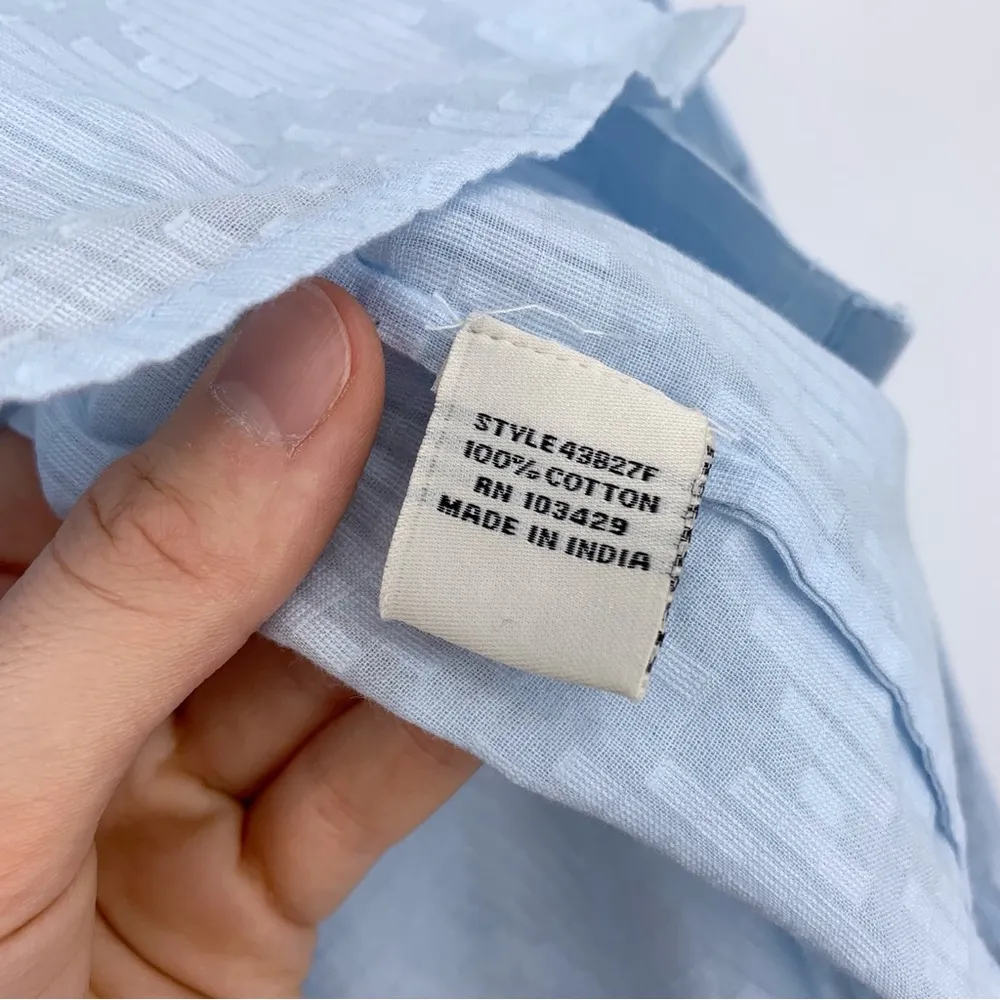 STYLE 43827F
100% COTTON
RN 103429
MADE IN INDIA